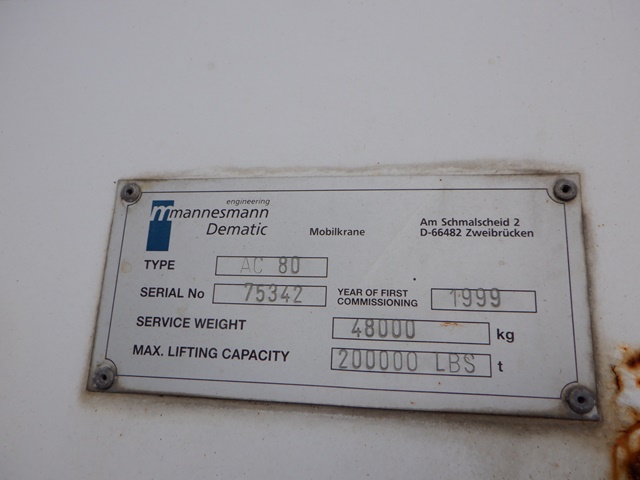 engineering
mannesmann
Dematic
Mobilkrane
Am Schmalscheid 2
D-66482 Zweibrücken
TYPE AC 80
SERIAL No 75342
YEAR OF FIRST
COMMISSIONING 1999
SERVICE WEIGHT 48000 kg
MAX. LIFTING CAPACITY 200000 LBS t